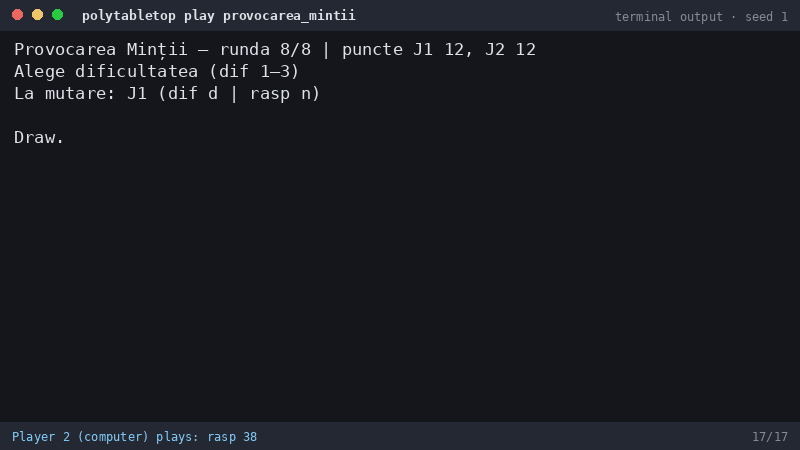 polytabletop play provocarea_mintii
terminal output · seed 1
Provocarea Minții — runda 8/8 | puncte J1 12, J2 12
Alege dificultatea (dif 1–3)
La mutare: J1 (dif d | rasp n)
Draw.
Player 2 (computer) plays: rasp 38
17/17